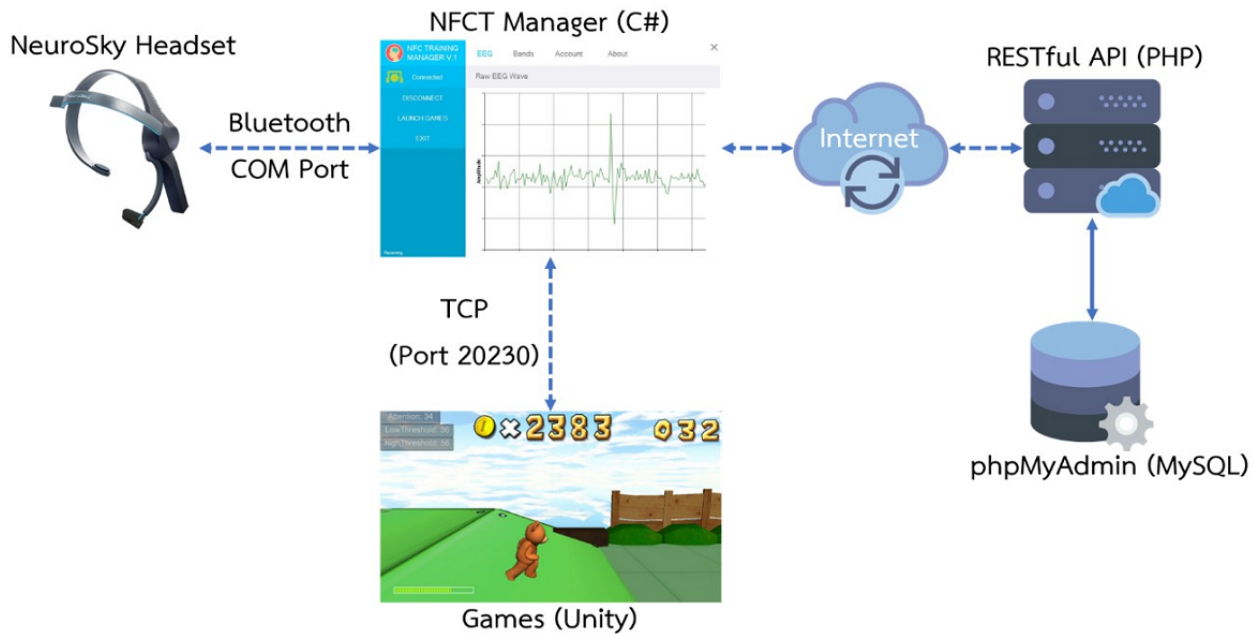 NFCT Manager (C#)
NeuroSky Headset
RESTful API (PHP)
NFC TRAINING
MANAGER V.1
EEG Bands Account About
Connected
Raw EEG Wave
DISCONNECT
LAUNCH GAMES
EXIT
Amplitude
Bluetooth
COM Port
Internet
TCP
(Port 20230)
Attention: 34
LowThreshold: 36
highThreshold: 56
2383 032
phpMyAdmin (MySQL)
Games (Unity)